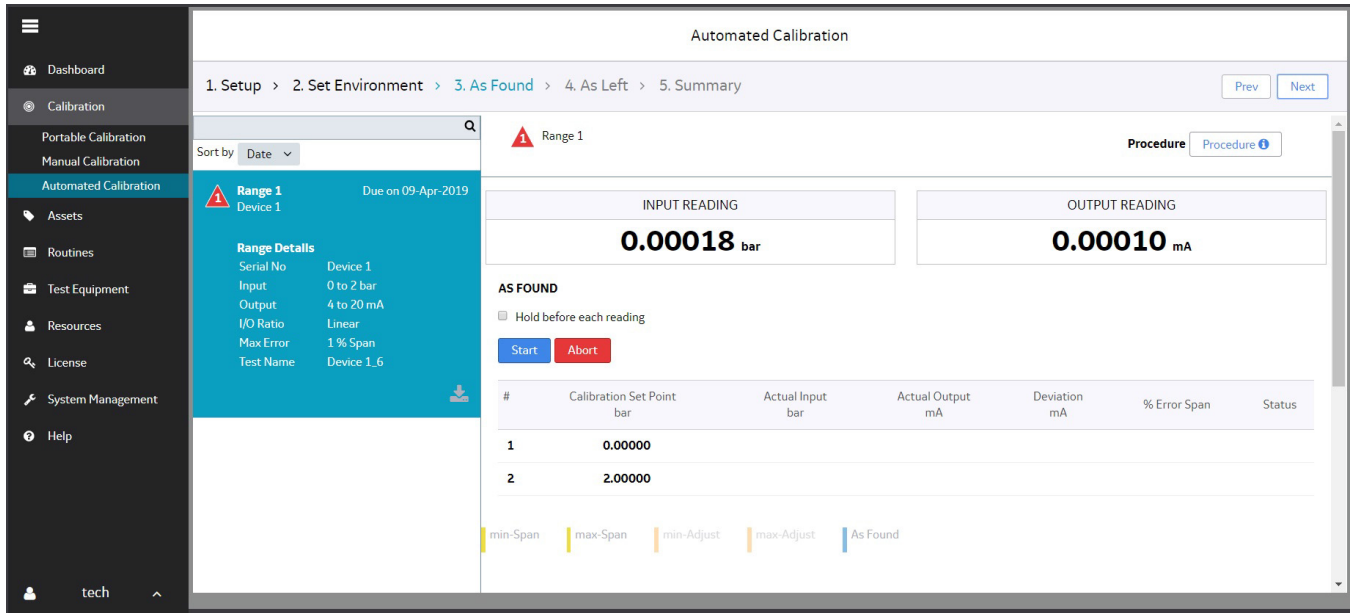 Automated Calibration
Dashboard
Calibration
Portable Calibration
Manual Calibration
Automated Calibration
Assets
Routines
Test Equipment
Resources
License
System Management
Help
tech
1. Setup > 2. Set Environment > 3. As Found > 4. As Left > 5. Summary
Prev Next
Sort by Date
1 Range 1 Due on 09-Apr-2019
Device 1
Range Details
Serial No Device 1
Input 0 to 2 bar
Output 4 to 20 mA
I/O Ratio Linear
Max Error 1 % Span
Test Name Device 1_6
1 Range 1
Procedure Procedure
INPUT READING
0.00018 bar
OUTPUT READING
0.00010 mA
AS FOUND
Hold before each reading
Start Abort
# Calibration Set Point bar Actual Input bar Actual Output mA Deviation mA % Error Span Status
1 0.00000
2 2.00000
min-Span max-Span min-Adjust max-Adjust As Found